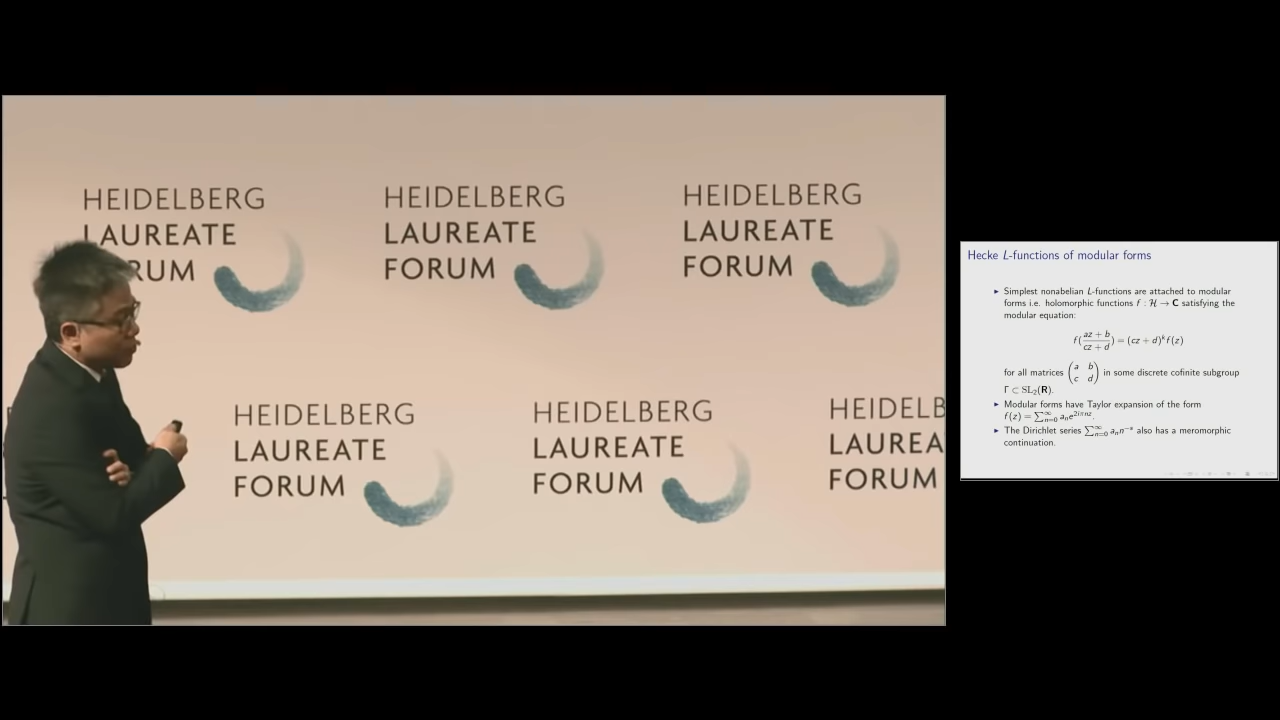 HEIDELBERG
LAUREATE
FORUM
HEIDELBERG
LAUREATE
FORUM
HEIDELBERG
LAUREATE
FORUM
HEIDELBERG
LAUREATE
FORUM
HEIDELBERG
LAUREATE
FORUM
HEIDELB
LAUREA
FORUM
Hecke L-functions of modular forms
▸ Simplest nonabelian L-functions are attached to modular
forms i.e. holomorphic functions f : ℋ → C satisfying the
modular equation:
f((az + b)/(cz + d)) = (cz + d)^k f(z)
for all matrices (a b; c d) in some discrete cofinite subgroup
Γ ⊂ SL₂(R).
▸ Modular forms have Taylor expansion of the form
f(z) = ∑_{n=0}^∞ a_n e^{2iπnz}.
▸ The Dirichlet series ∑_{n=0}^∞ a_n n^{-s} also has a meromorphic
continuation.